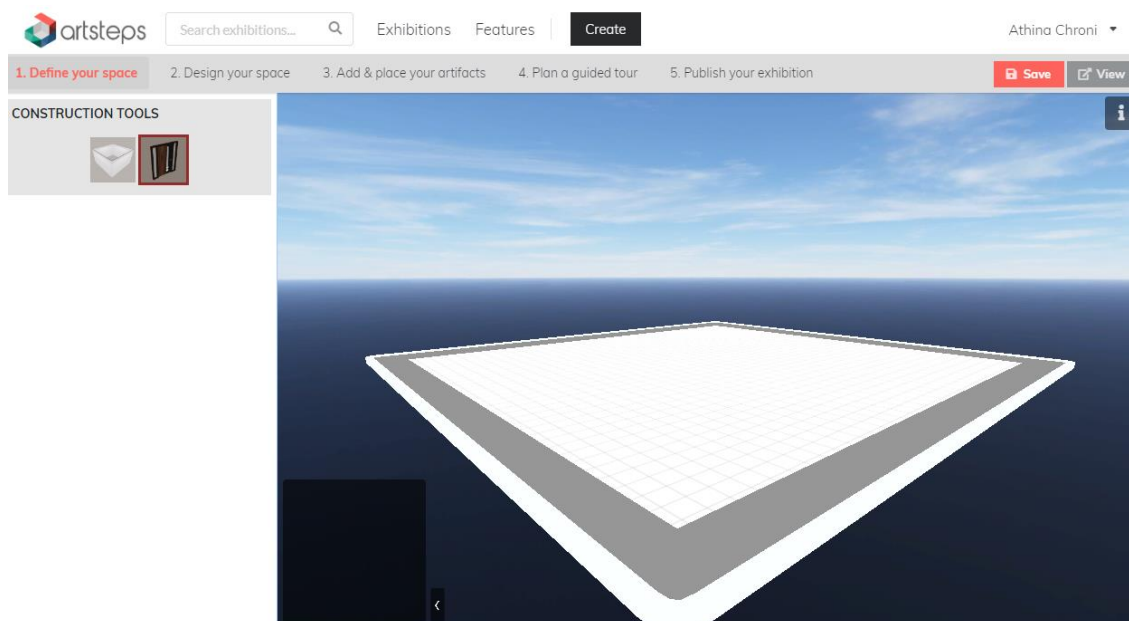 artsteps Search exhibitions... Exhibitions Features Create Athina Chroni
1. Define your space 2. Design your space 3. Add & place your artifacts 4. Plan a guided tour 5. Publish your exhibition Save View
CONSTRUCTION TOOLS
i